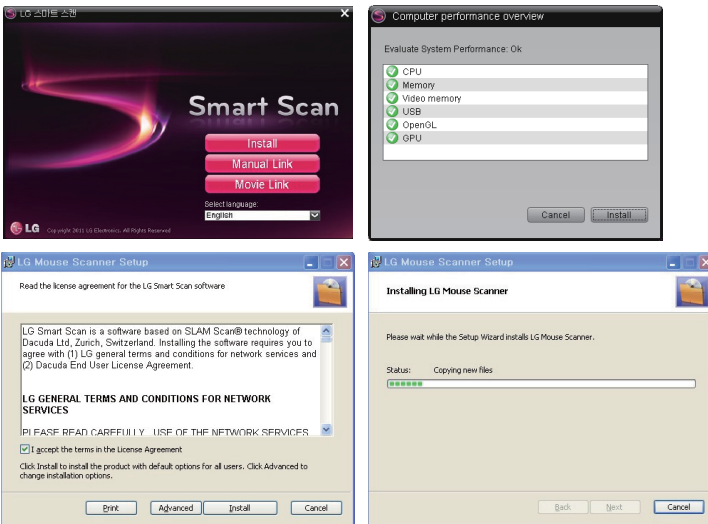 LG 스마트 스캔
Smart Scan
Install
Manual Link
Movie Link
Select language:
English
LG Copyright 2011 LG Electronics. All Rights Reserved
Computer performance overview
Evaluate System Performance: Ok
CPU
Memory
Video memory
USB
OpenGL
GPU
Cancel Install
LG Mouse Scanner Setup
Read the license agreement for the LG Smart Scan software
LG Smart Scan is a software based on SLAM Scan® technology of
Dacuda Ltd, Zurich, Switzerland. Installing the software requires you to
agree with (1) LG general terms and conditions for network services and
(2) Dacuda End User License Agreement.
LG GENERAL TERMS AND CONDITIONS FOR NETWORK
SERVICES
PLEASE READ CAREFULLY. USE OF THE NETWORK SERVICES
I accept the terms in the License Agreement
Click Install to install the product with default options for all users. Click Advanced to
change installation options.
Print Advanced Install Cancel
LG Mouse Scanner Setup
Installing LG Mouse Scanner
Please wait while the Setup Wizard installs LG Mouse Scanner.
Status: Copying new files
Back Next Cancel